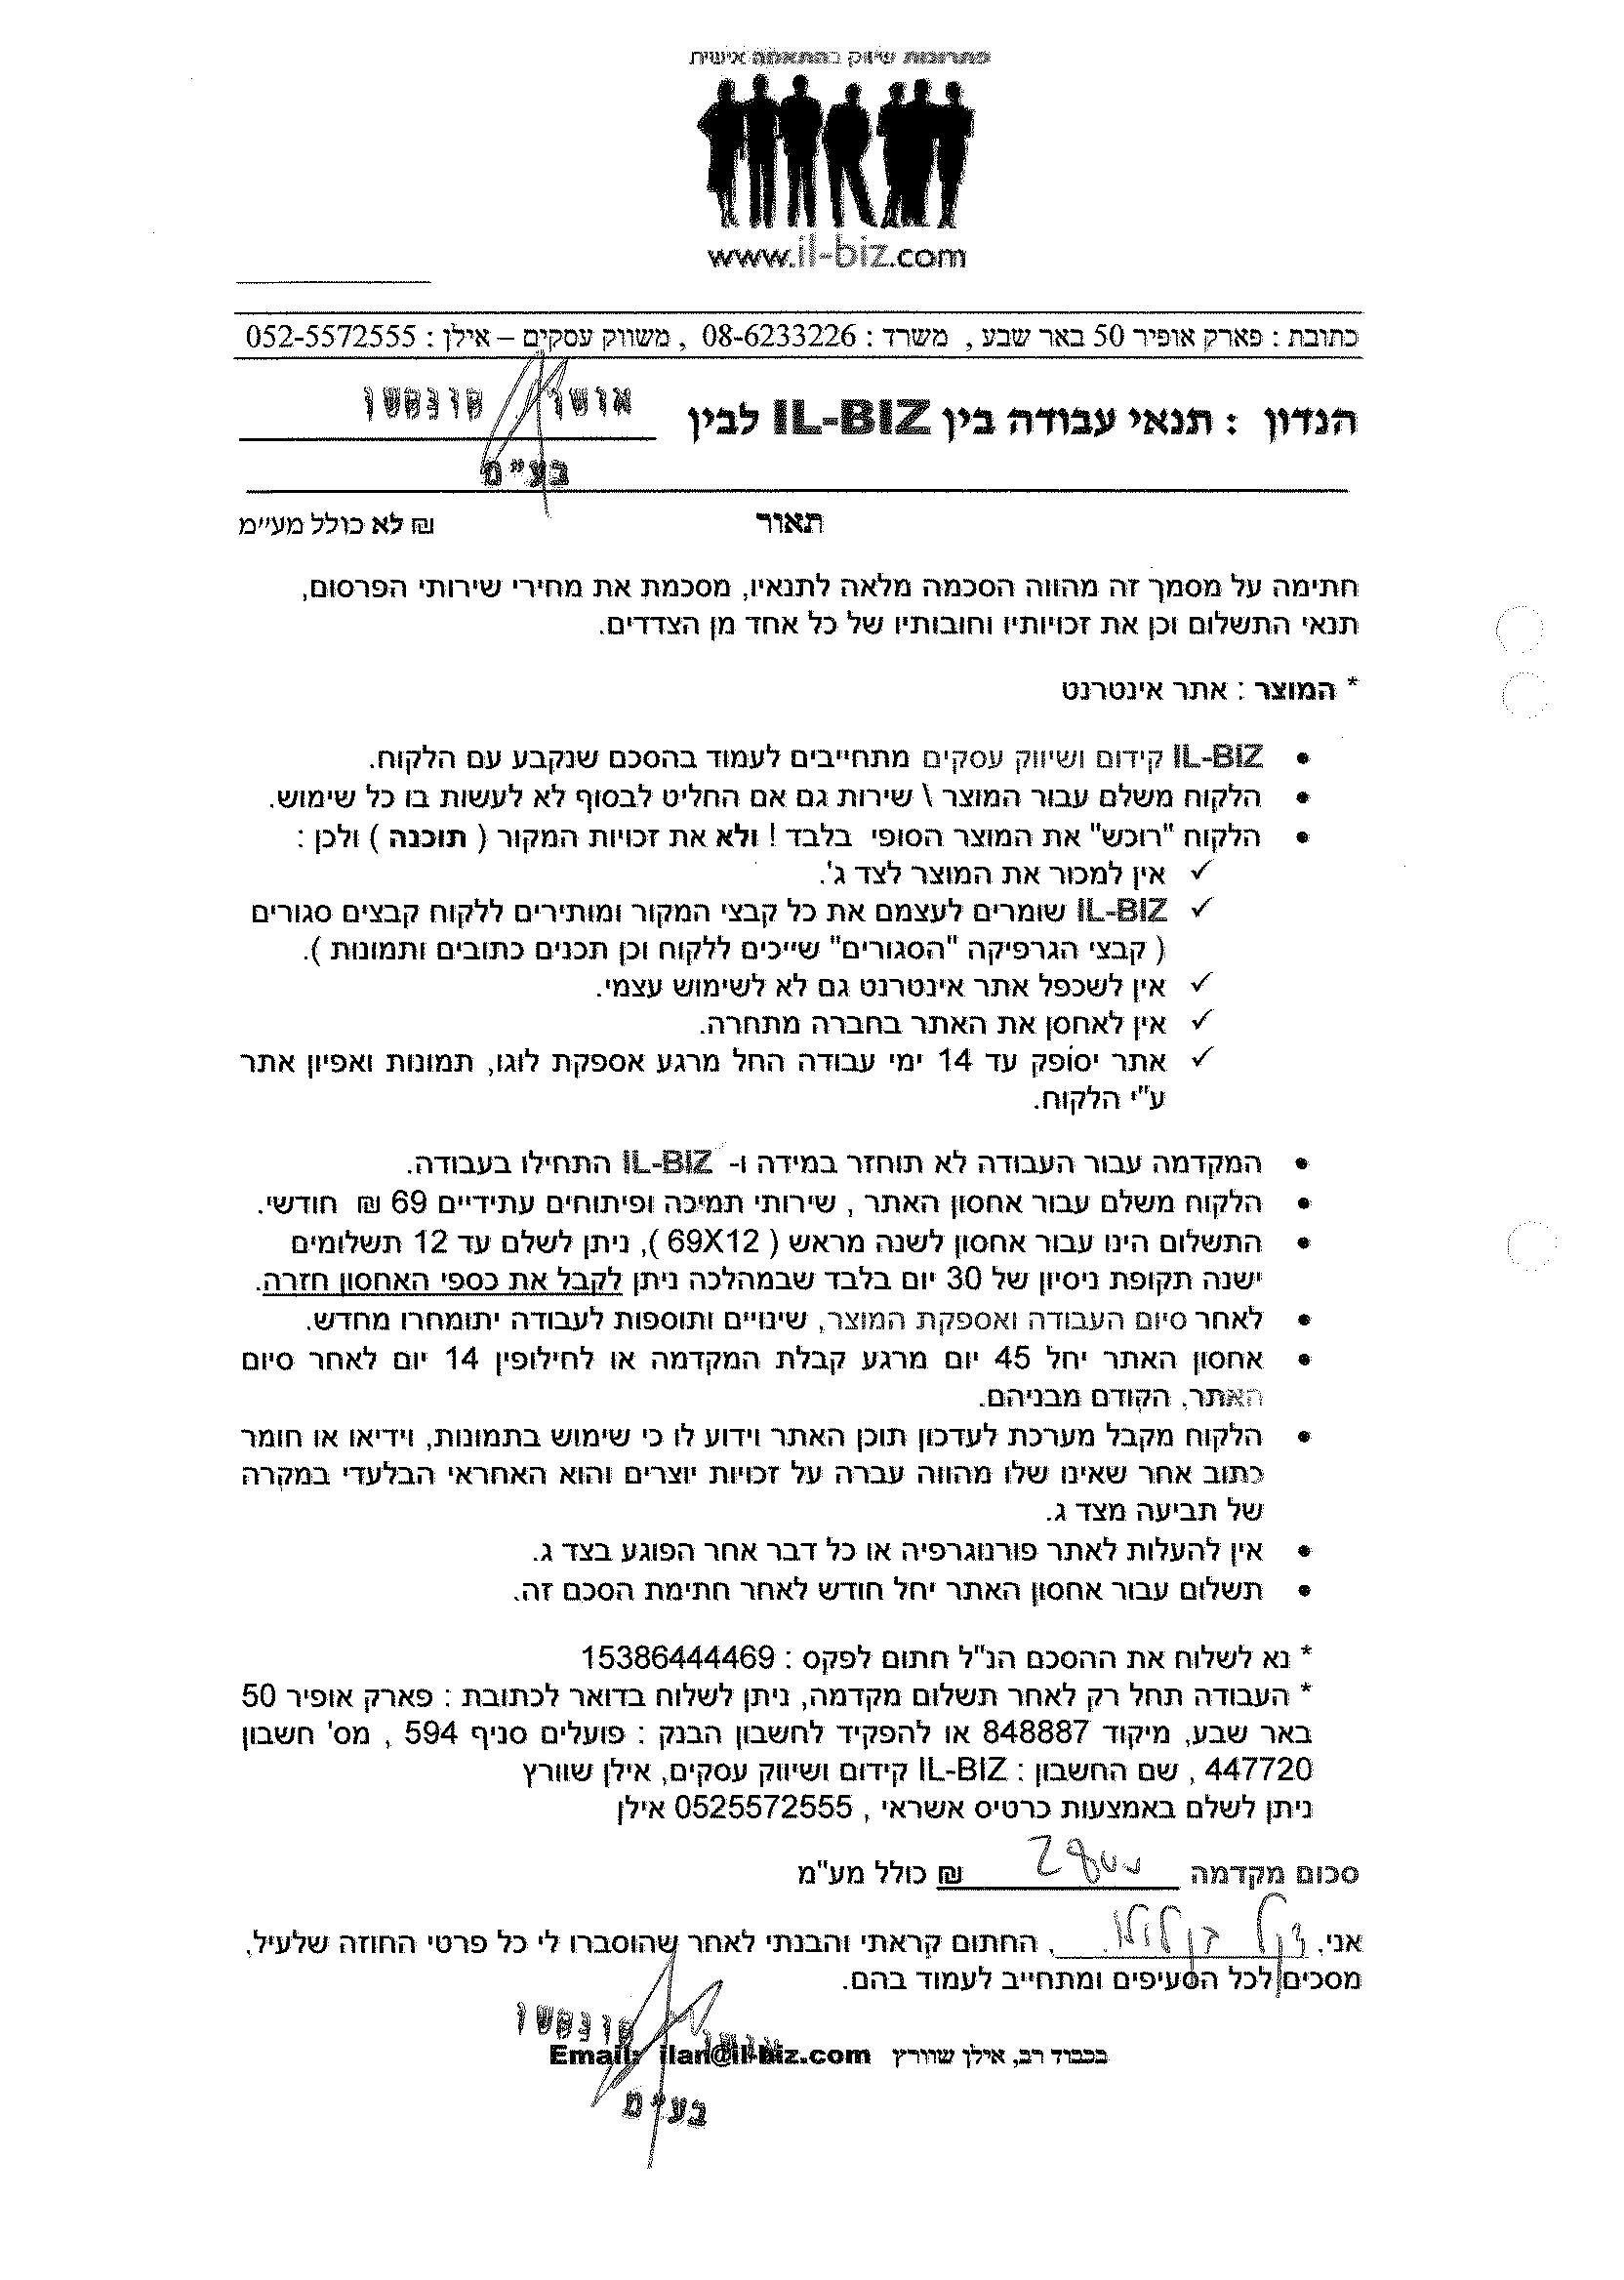 פתרונות שיווק בהתאמה אישית
www.il-biz.com
כתובת : פארק אופיר 50 באר שבע , משרד : 08-6233226 , משווק עסקים – אילן : 052-5572555
הנדון : תנאי עבודה בין IL-BIZ לבין
בע"מ
תאור ₪ לא כולל מע"מ
חתימה על מסמך זה מהווה הסכמה מלאה לתנאיו, מסכמת את מחירי שירותי הפרסום,
תנאי התשלום וכן את זכויותיו וחובותיו של כל אחד מן הצדדים.
* המוצר : אתר אינטרנט
• IL-BIZ קידום ושיווק עסקים מתחייבים לעמוד בהסכם שנקבע עם הלקוח.
• הלקוח משלם עבור המוצר \ שירות גם אם החליט לבסוף לא לעשות בו כל שימוש.
• הלקוח "רוכש" את המוצר הסופי בלבד ! ולא את זכויות המקור ( תוכנה ) ולכן :
✓ אין למכור את המוצר לצד ג'.
✓ IL-BIZ שומרים לעצמם את כל קבצי המקור ומותירים ללקוח קבצים סגורים
( קבצי הגרפיקה "הסגורים" שייכים ללקוח וכן תכנים כתובים ותמונות ).
✓ אין לשכפל אתר אינטרנט גם לא לשימוש עצמי.
✓ אין לאחסן את האתר בחברה מתחרה.
✓ אתר יסופק עד 14 ימי עבודה החל מרגע אספקת לוגו, תמונות ואפיון אתר
ע"י הלקוח.
• המקדמה עבור העבודה לא תוחזר במידה ו- IL-BIZ התחילו בעבודה.
• הלקוח משלם עבור אחסון האתר , שירותי תמיכה ופיתוחים עתידיים 69 ₪ חודשי.
• התשלום הינו עבור אחסון לשנה מראש ( 69X12 ), ניתן לשלם עד 12 תשלומים
ישנה תקופת ניסיון של 30 יום בלבד שבמהלכה ניתן לקבל את כספי האחסון חזרה.
• לאחר סיום העבודה ואספקת המוצר, שינויים ותוספות לעבודה יתומחרו מחדש.
• אחסון האתר יחל 45 יום מרגע קבלת המקדמה או לחילופין 14 יום לאחר סיום
האתר, הקודם מבניהם.
• הלקוח מקבל מערכת לעדכון תוכן האתר וידוע לו כי שימוש בתמונות, וידיאו או חומר
כתוב אחר שאינו שלו מהווה עברה על זכויות יוצרים והוא האחראי הבלעדי במקרה
של תביעה מצד ג.
• אין להעלות לאתר פורנוגרפיה או כל דבר אחר הפוגע בצד ג.
• תשלום עבור אחסון האתר יחל חודש לאחר חתימת הסכם זה.
* נא לשלוח את ההסכם הנ"ל חתום לפקס : 15386444469
* העבודה תחל רק לאחר תשלום מקדמה, ניתן לשלוח בדואר לכתובת : פארק אופיר 50
באר שבע, מיקוד 848887 או להפקיד לחשבון הבנק : פועלים סניף 594 , מס' חשבון
447720 , שם החשבון : IL-BIZ קידום ושיווק עסקים, אילן שוורץ
ניתן לשלם באמצעות כרטיס אשראי , 0525572555 אילן
סכום מקדמה ₪ כולל מע"מ
אני, , החתום קראתי והבנתי לאחר שהוסברו לי כל פרטי החוזה שלעיל,
מסכים לכל הסעיפים ומתחייב לעמוד בהם.
בכבוד רב, אילן שוורץ Email: ilan@il-biz.com
בע"מ